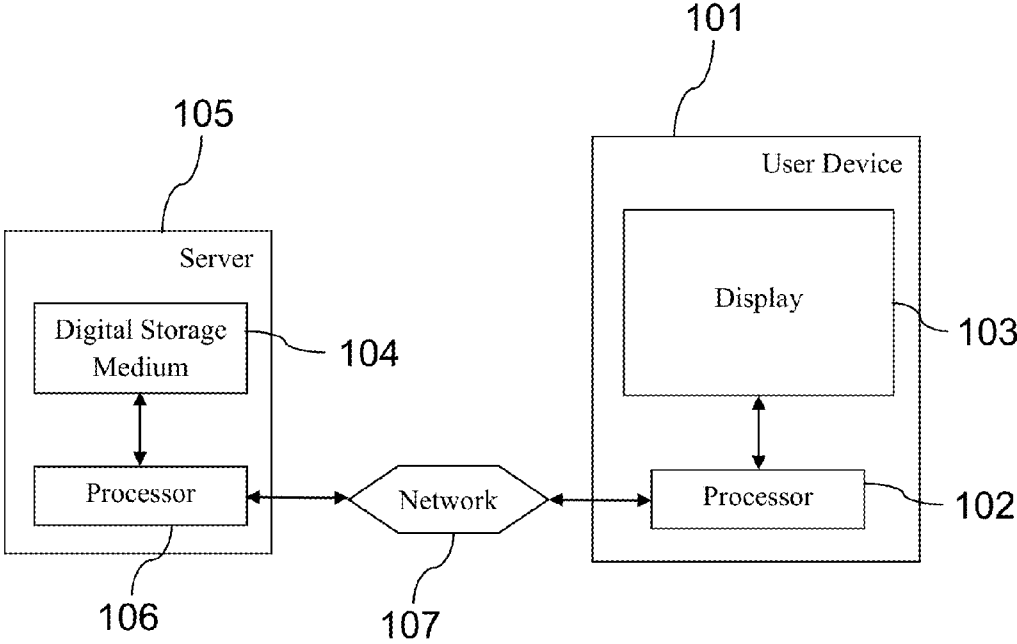 101
105
User Device
Server
Display
Digital Storage
Medium
104
103
Processor
Network
Processor
102
106
107